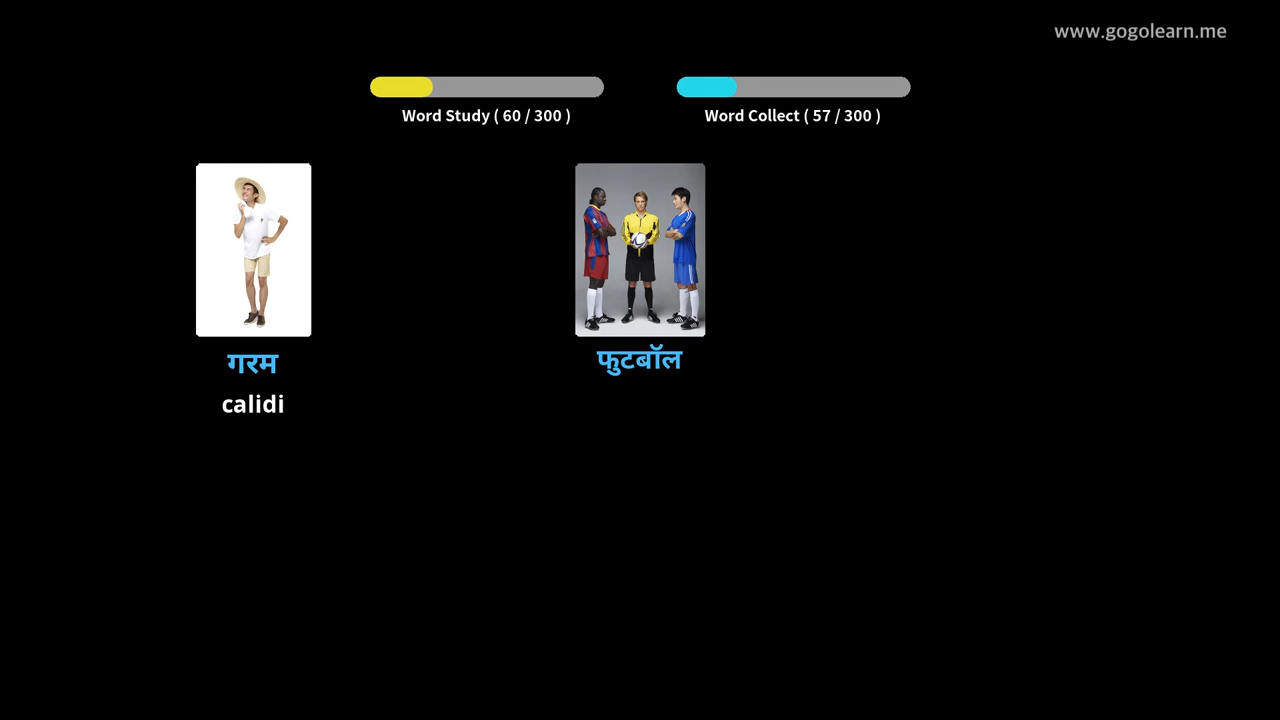 www.gogolearn.me
Word Study ( 60 / 300 )
Word Collect ( 57 / 300 )
गरम
calidi
फुटबॉल